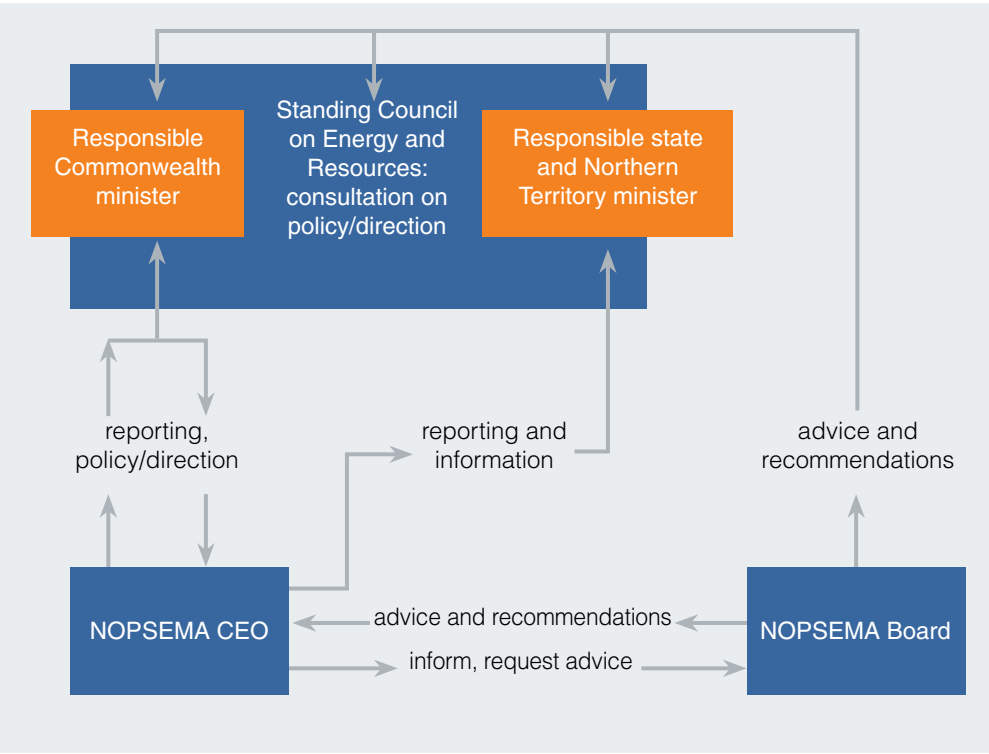 Responsible
Commonwealth
minister
Standing Council
on Energy and
Resources:
consultation on
policy/direction
Responsible state
and Northern
Territory minister
reporting,
policy/direction
reporting and
information
advice and
recommendations
NOPSEMA CEO
advice and recommendations
inform, request advice
NOPSEMA Board